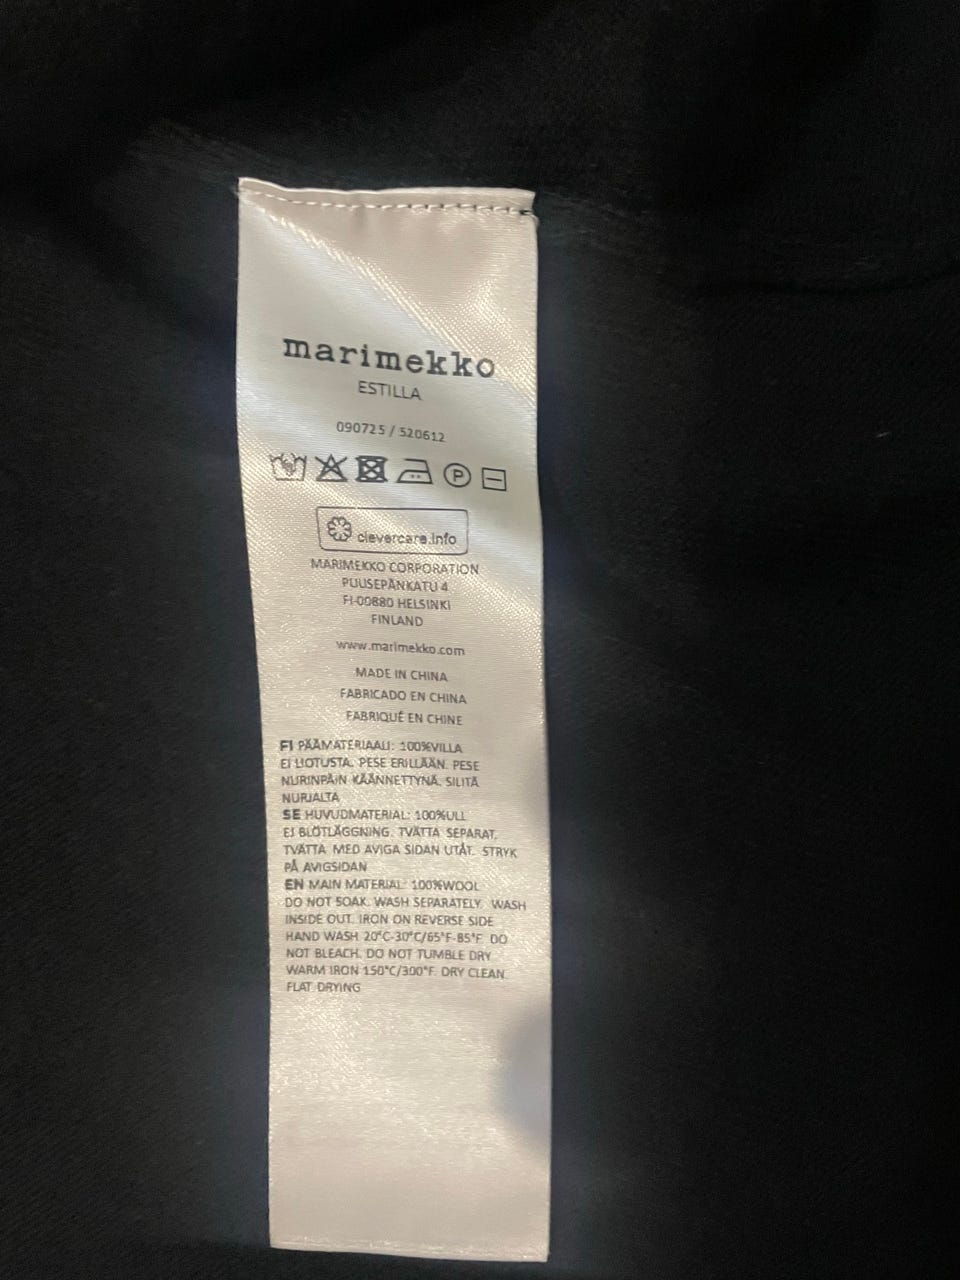 marimekko
ESTILLA
090725 / 520612
P
clevercare.info
MARIMEKKO CORPORATION
PUUSEPÄNKATU 4
FI-00880 HELSINKI
FINLAND
www.marimekko.com
MADE IN CHINA
FABRICADO EN CHINA
FABRIQUÉ EN CHINE
FI PÄÄMATERIAALI: 100%VILLA
EI LIOTUSTA. PESE ERILLÄÄN. PESE
NURINPÄIN KÄÄNNETTYNÄ. SILITÄ
NURJALTA
SE HUVUDMATERIAL: 100%ULL
EJ BLÖTLÄGGNING. TVÄTTA SEPARAT.
TVÄTTA MED AVIGA SIDAN UTÅT. STRYK
PÅ AVIGSIDAN
EN MAIN MATERIAL: 100%WOOL
DO NOT SOAK. WASH SEPARATELY. WASH
INSIDE OUT. IRON ON REVERSE SIDE
HAND WASH 20°C-30°C/65°F-85°F. DO
NOT BLEACH. DO NOT TUMBLE DRY
WARM IRON 150°C/300°F. DRY CLEAN.
FLAT DRYING